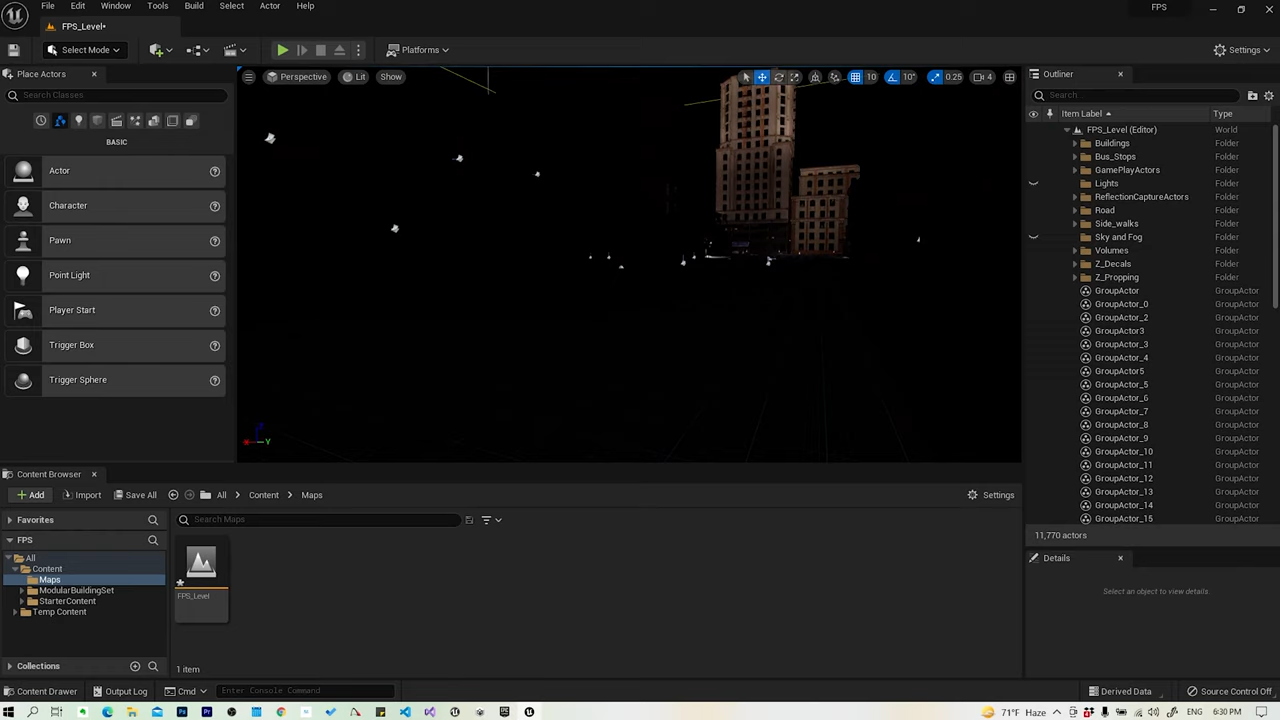 File Edit Window Tools Build Select Actor Help
FPS
FPS_Level•
Select Mode
Platforms
Settings
Place Actors
Search Classes
BASIC
Actor
Character
Pawn
Point Light
Player Start
Trigger Box
Trigger Sphere
Perspective Lit Show
10 10° 0.25 4
Z
Y
Outliner
Search...
Item Label Type
FPS_Level (Editor) World
Buildings Folder
Bus_Stops Folder
GamePlayActors Folder
Lights Folder
ReflectionCaptureActors Folder
Road Folder
Side_walks Folder
Sky and Fog Folder
Volumes Folder
Z_Decals Folder
Z_Propping Folder
GroupActor GroupActor
GroupActor_0 GroupActor
GroupActor_2 GroupActor
GroupActor3 GroupActor
GroupActor_3 GroupActor
GroupActor_4 GroupActor
GroupActor5 GroupActor
GroupActor_5 GroupActor
GroupActor_6 GroupActor
GroupActor_7 GroupActor
GroupActor_8 GroupActor
GroupActor_9 GroupActor
GroupActor_10 GroupActor
GroupActor_11 GroupActor
GroupActor_12 GroupActor
GroupActor_13 GroupActor
GroupActor_14 GroupActor
GroupActor_15 GroupActor
11,770 actors
Details
Select an object to view details.
Content Browser
Add Import Save All All Content Maps
Settings
Favorites
Search Maps
FPS
All
Content
Maps
ModularBuildingSet
StarterContent
Temp Content
Collections
FPS_Level
1 item
Content Drawer Output Log Cmd Enter Console Command
Derived Data Source Control Off
71°F Haze 6:30 PM